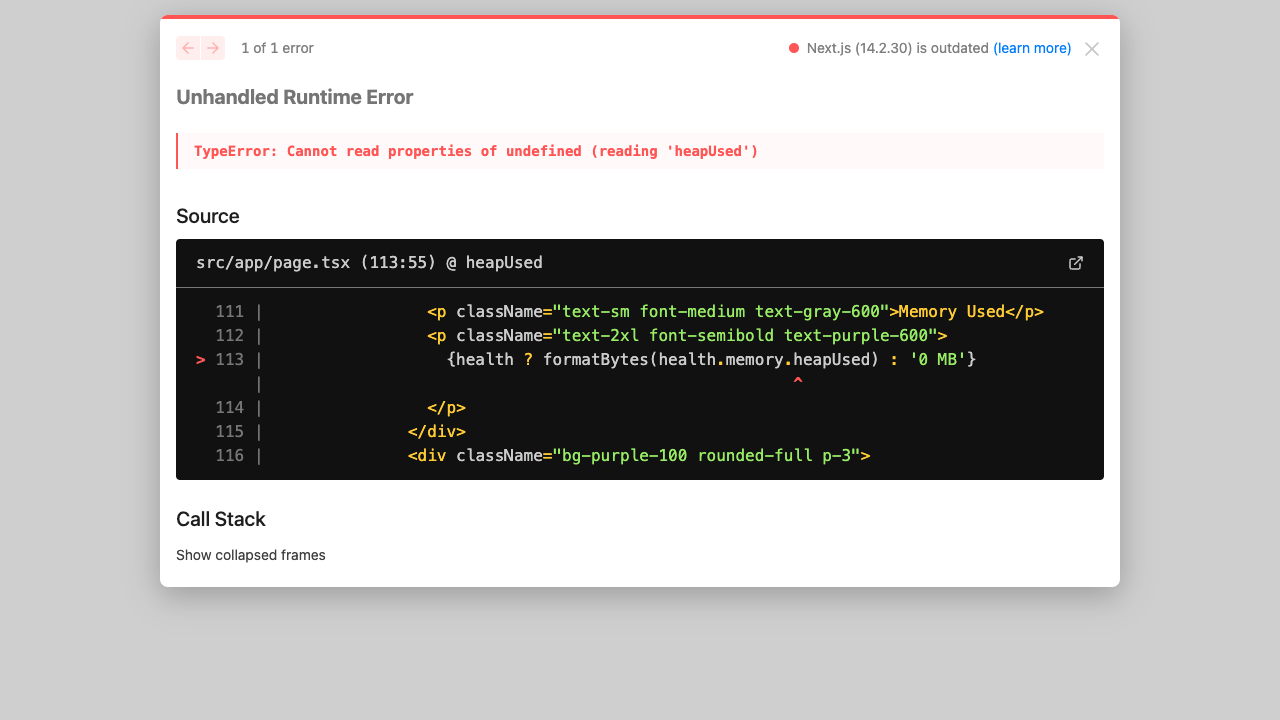 1 of 1 error
Next.js (14.2.30) is outdated (learn more)
Unhandled Runtime Error
TypeError: Cannot read properties of undefined (reading 'heapUsed')
Source
src/app/page.tsx (113:55) @ heapUsed
111 | <p className="text-sm font-medium text-gray-600">Memory Used</p>
112 | <p className="text-2xl font-semibold text-purple-600">
> 113 | {health ? formatBytes(health.memory.heapUsed) : '0 MB'}
| ^
114 | </p>
115 | </div>
116 | <div className="bg-purple-100 rounded-full p-3">
Call Stack
Show collapsed frames